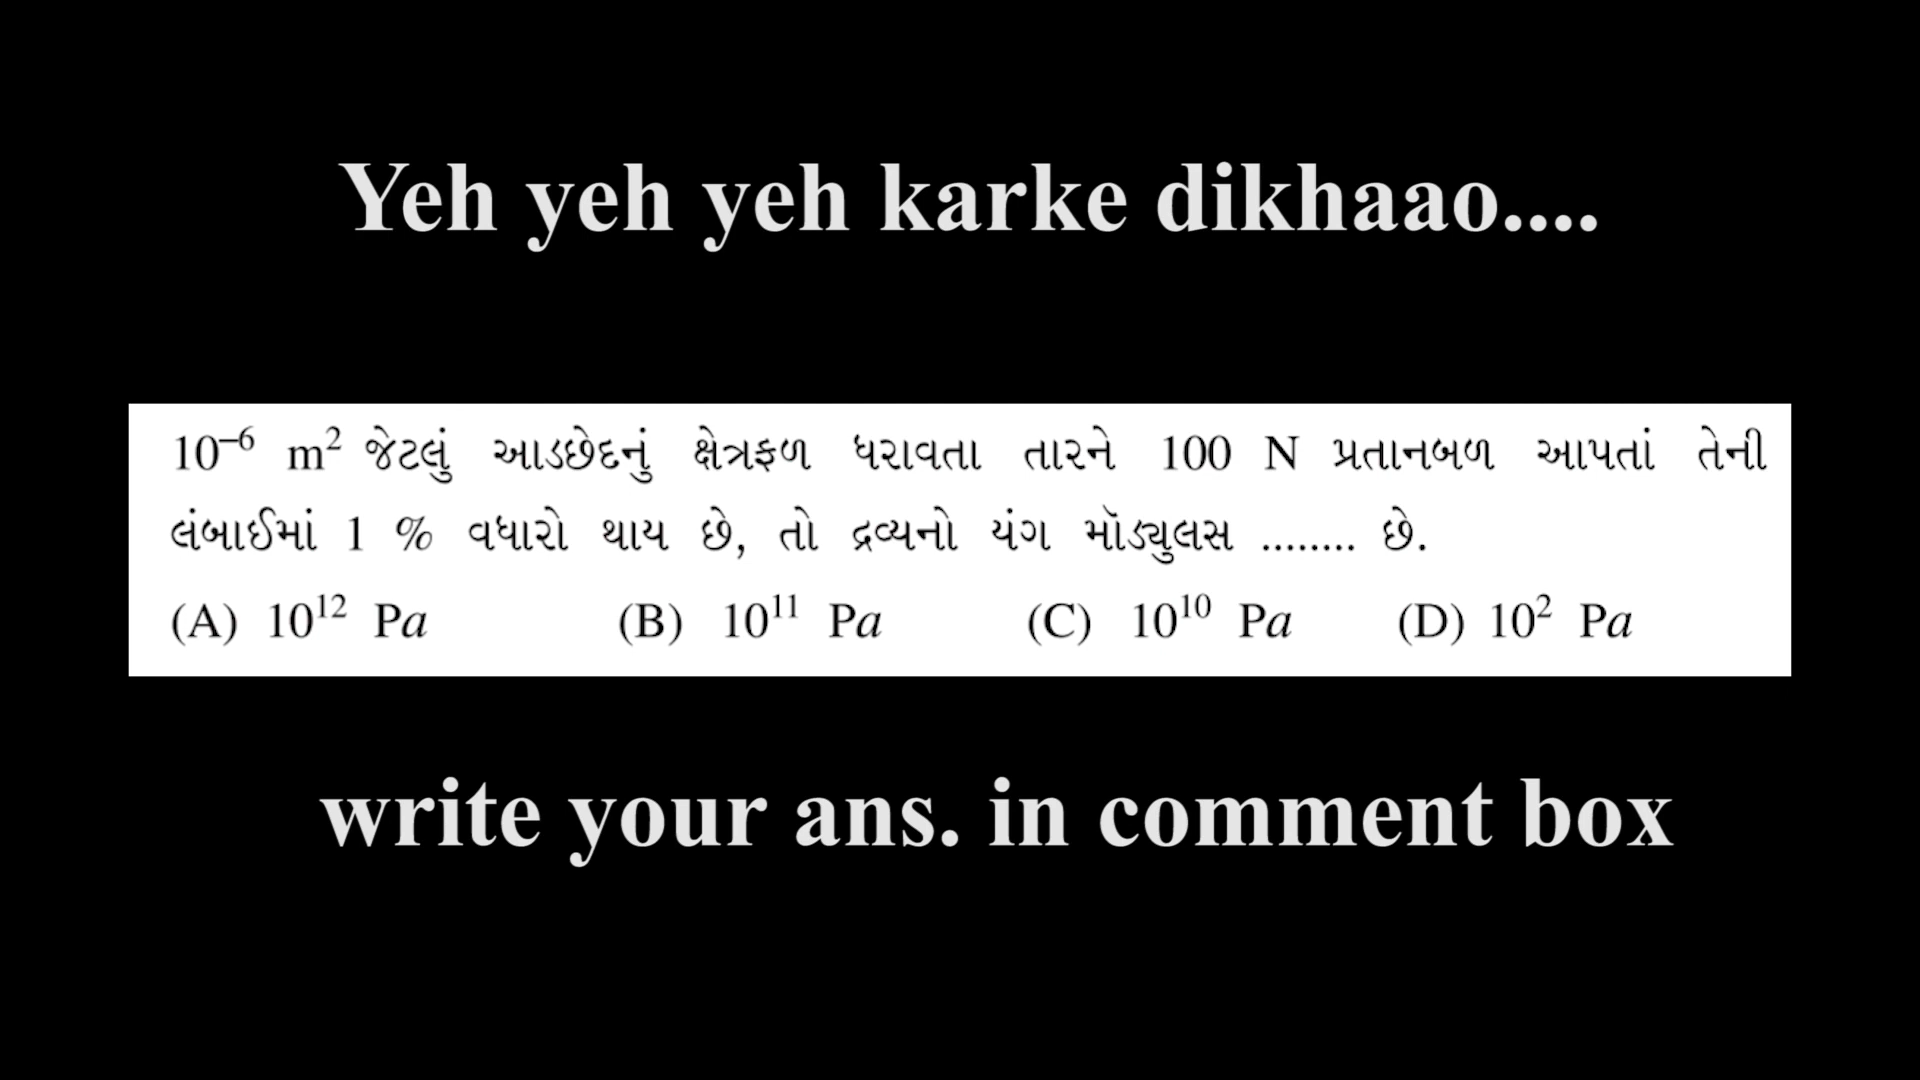 Yeh yeh yeh karke dikhaao....
10⁻⁶ m² જેટલું આડછેદનું ક્ષેત્રફળ ધરાવતા તારને 100 N પ્રતાનબળ આપતાં તેની
લંબાઈમાં 1 % વધારો થાય છે, તો દ્રવ્યનો યંગ મૉડ્યુલસ ........ છે.
(A) 10¹² Pa (B) 10¹¹ Pa (C) 10¹⁰ Pa (D) 10² Pa
write your ans. in comment box